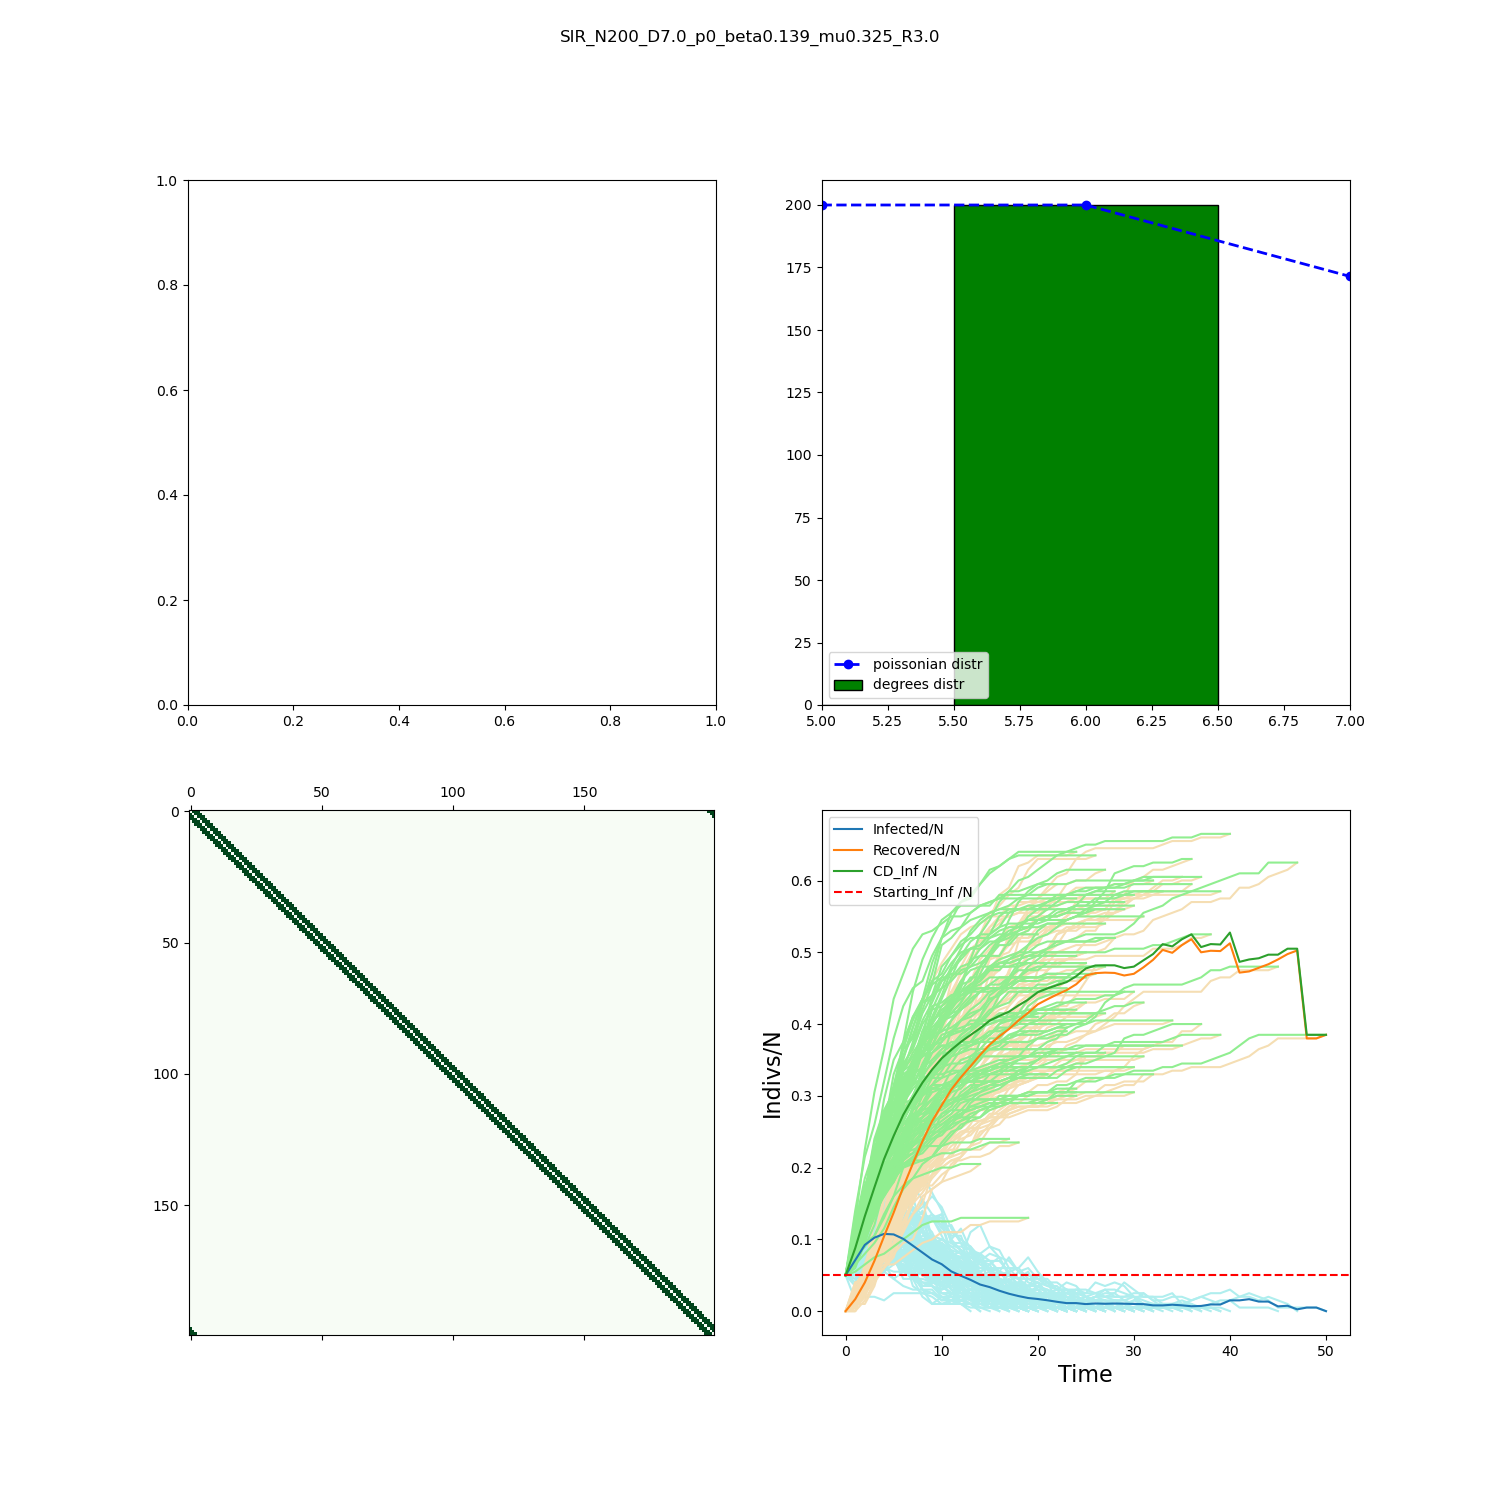 SIR_N200_D7.0_p0_beta0.139_mu0.325_R3.0
1.0
0.8
0.6
0.4
0.2
0.0
0.0 0.2 0.4 0.6 0.8 1.0
200
175
150
125
100
75
50
25
0
poissonian distr
degrees distr
5.00 5.25 5.50 5.75 6.00 6.25 6.50 6.75 7.00
0 50 100 150
0
50
100
150
Infected/N
Recovered/N
CD_Inf /N
Starting_Inf /N
Indivs/N
0.6
0.5
0.4
0.3
0.2
0.1
0.0
0 10 20 30 40 50
Time